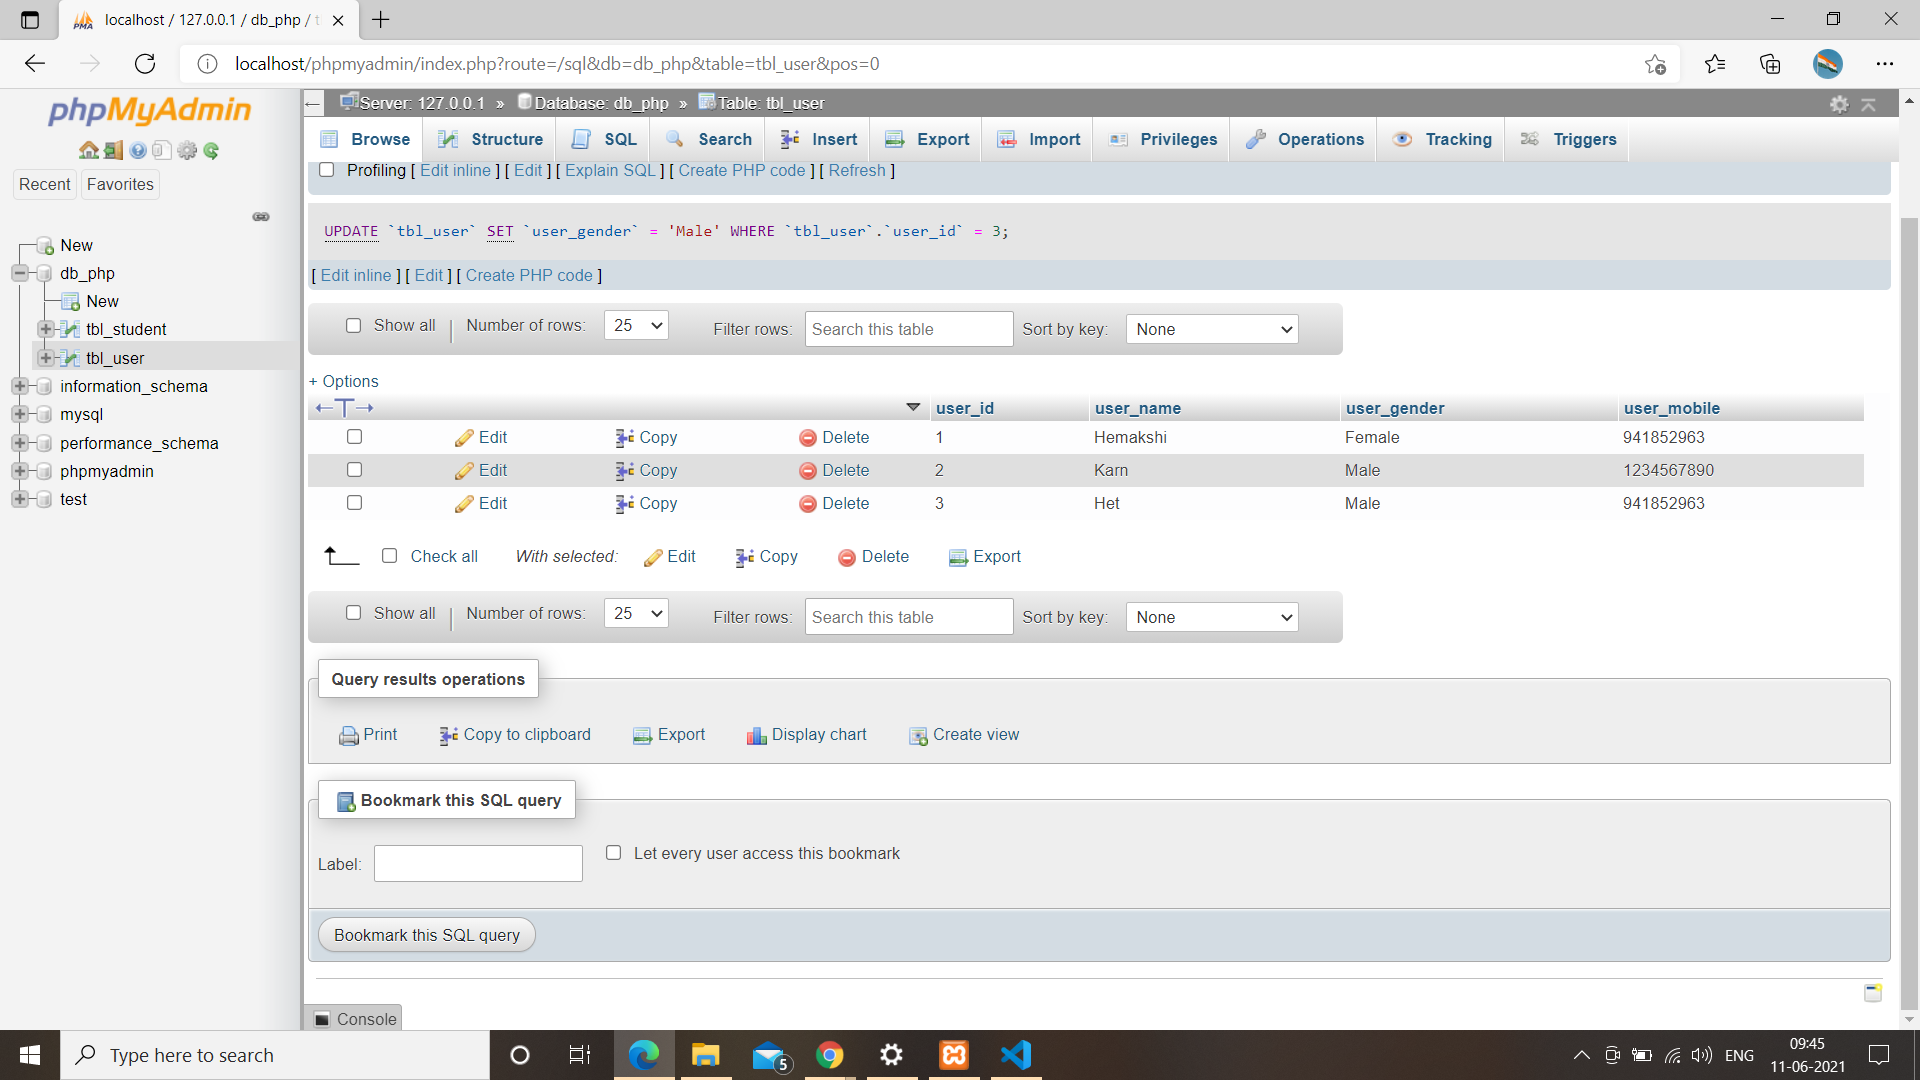 localhost / 127.0.0.1 / db_php / t
localhost/phpmyadmin/index.php?route=/sql&db=db_php&table=tbl_user&pos=0
phpMyAdmin
Recent Favorites
New
db_php
New
tbl_student
tbl_user
information_schema
mysql
performance_schema
phpmyadmin
test
Server: 127.0.0.1 » Database: db_php » Table: tbl_user
Browse Structure SQL Search Insert Export Import Privileges Operations Tracking Triggers
Profiling [ Edit inline ] [ Edit ] [ Explain SQL ] [ Create PHP code ] [ Refresh ]
UPDATE `tbl_user` SET `user_gender` = 'Male' WHERE `tbl_user`.`user_id` = 3;
[ Edit inline ] [ Edit ] [ Create PHP code ]
Show all Number of rows: 25 Filter rows: Search this table Sort by key: None
+ Options
user_id user_name user_gender user_mobile
Edit Copy Delete 1 Hemakshi Female 941852963
Edit Copy Delete 2 Karn Male 1234567890
Edit Copy Delete 3 Het Male 941852963
Check all With selected: Edit Copy Delete Export
Show all Number of rows: 25 Filter rows: Search this table Sort by key: None
Query results operations
Print Copy to clipboard Export Display chart Create view
Bookmark this SQL query
Label: Let every user access this bookmark
Bookmark this SQL query
Console
Type here to search
5
ENG
09:45
11-06-2021